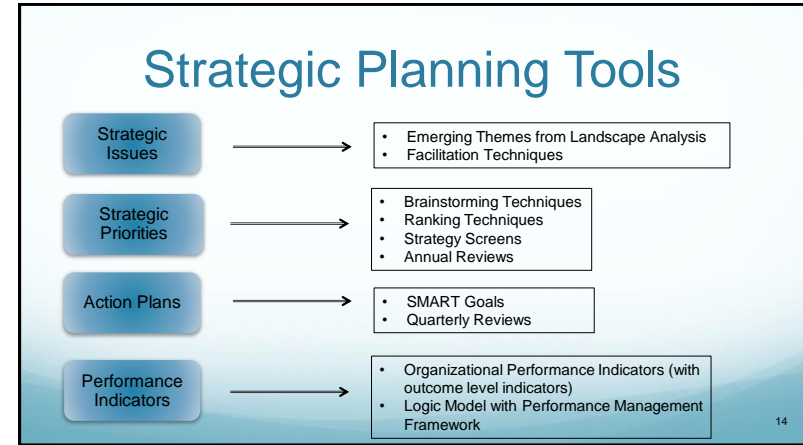 Strategic Planning Tools
Strategic
Issues
• Emerging Themes from Landscape Analysis
• Facilitation Techniques
Strategic
Priorities
• Brainstorming Techniques
• Ranking Techniques
• Strategy Screens
• Annual Reviews
Action Plans
• SMART Goals
• Quarterly Reviews
Performance
Indicators
• Organizational Performance Indicators (with
outcome level indicators)
• Logic Model with Performance Management
Framework
14